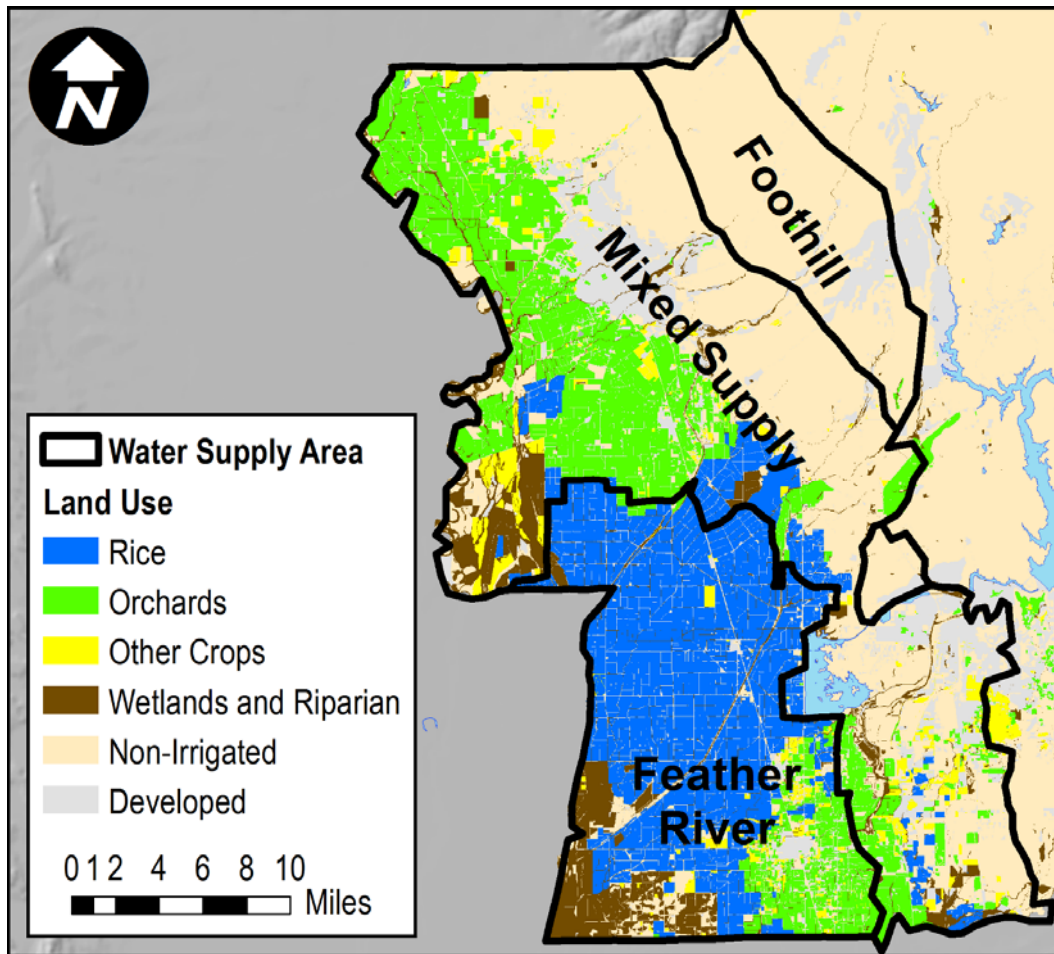 N
Foothill
Mixed Supply
Water Supply Area
Land Use
Rice
Orchards
Other Crops
Wetlands and Riparian
Non-Irrigated
Developed
0 1 2 4 6 8 10
Miles
Feather
River